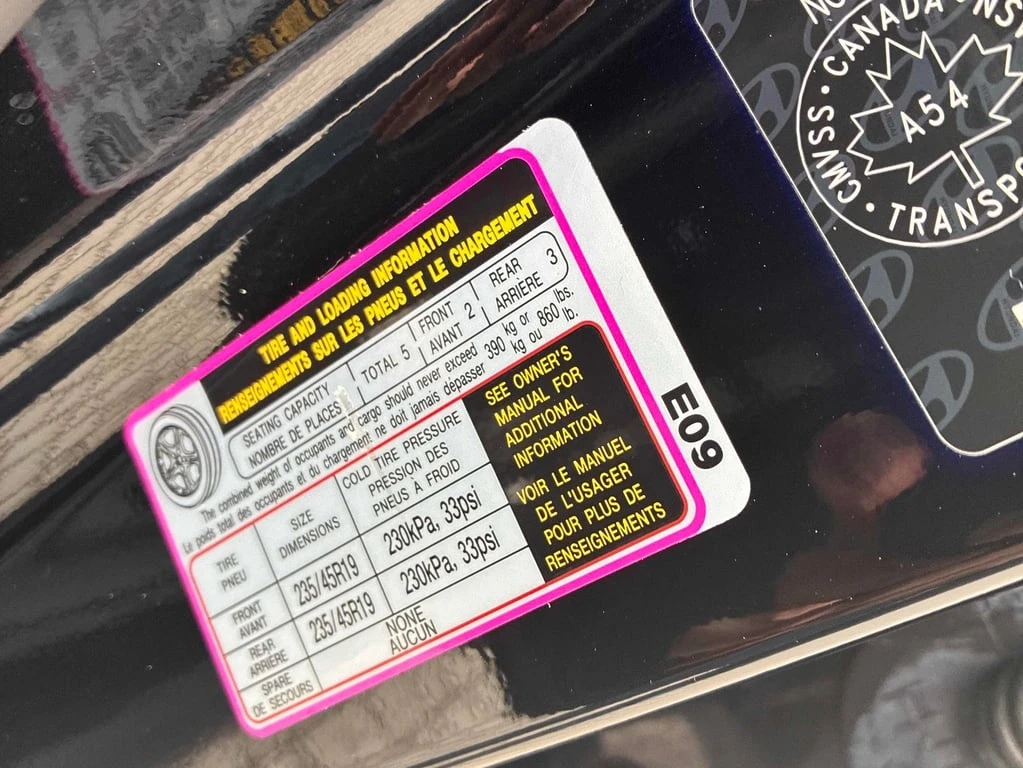 TIRE AND LOADING INFORMATION
RENSEIGNEMENTS SUR LES PNEUS ET LE CHARGEMENT
SEATING CAPACITY
NOMBRE DE PLACES
TOTAL 5
FRONT
AVANT 2
REAR
ARRIÈRE 3
The combined weight of occupants and cargo should never exceed 390 kg or 860 lbs.
Le poids total des occupants et du chargement ne doit jamais dépasser kg ou lb.
TIRE
PNEU
SIZE
DIMENSIONS
COLD TIRE PRESSURE
PRESSION DES
PNEUS À FROID
FRONT
AVANT
235/45R19
230kPa, 33psi
REAR
ARRIÈRE
235/45R19
230kPa, 33psi
SPARE
DE SECOURS
NONE
AUCUN
SEE OWNER'S
MANUAL FOR
ADDITIONAL
INFORMATION
VOIR LE MANUEL
DE L'USAGER
POUR PLUS DE
RENSEIGNEMENTS
E09
CANADA
A54
CMVSS